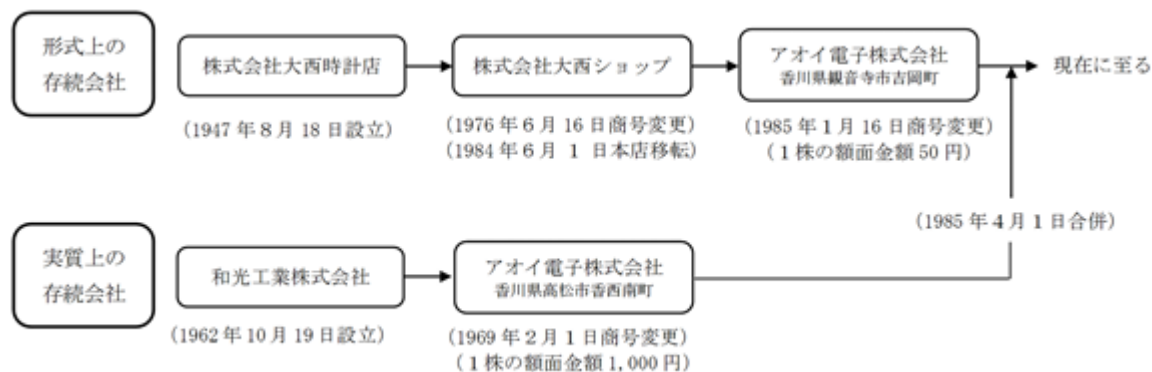 形式上の
存続会社
株式会社大西時計店
(1947年8月18日設立)
株式会社大西ショップ
(1976年6月16日商号変更)
(1984年6月1日本店移転)
アオイ電子株式会社
香川県観音寺市吉岡町
(1985年1月16日商号変更)
(1株の額面金額50円)
現在に至る
(1985年4月1日合併)
実質上の
存続会社
和光工業株式会社
(1962年10月19日設立)
アオイ電子株式会社
香川県高松市香西南町
(1969年2月1日商号変更)
(1株の額面金額1,000円)